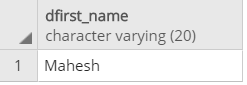 dfirst_name
character varying (20)
1 Mahesh